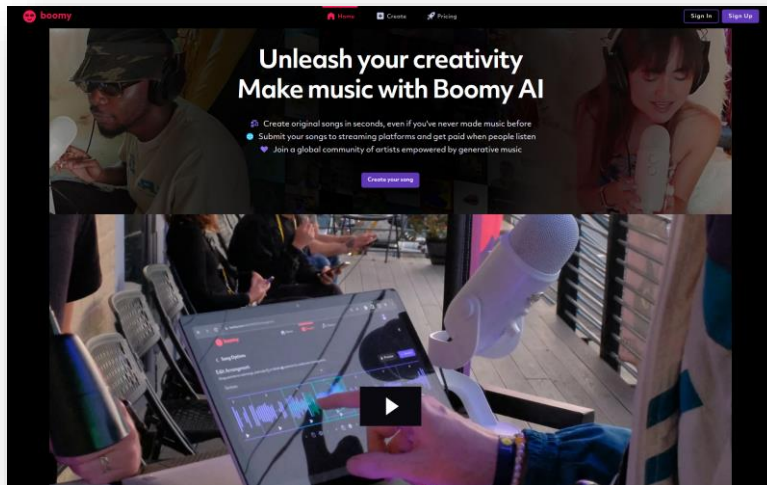 boomy
Home
Create
Pricing
Sign In
Sign Up
Unleash your creativity
Make music with Boomy AI
Create original songs in seconds, even if you've never made music before
Submit your songs to streaming platforms and get paid when people listen
Join a global community of artists empowered by generative music
Create your song
boomy
Song Options
Edit Arrangement